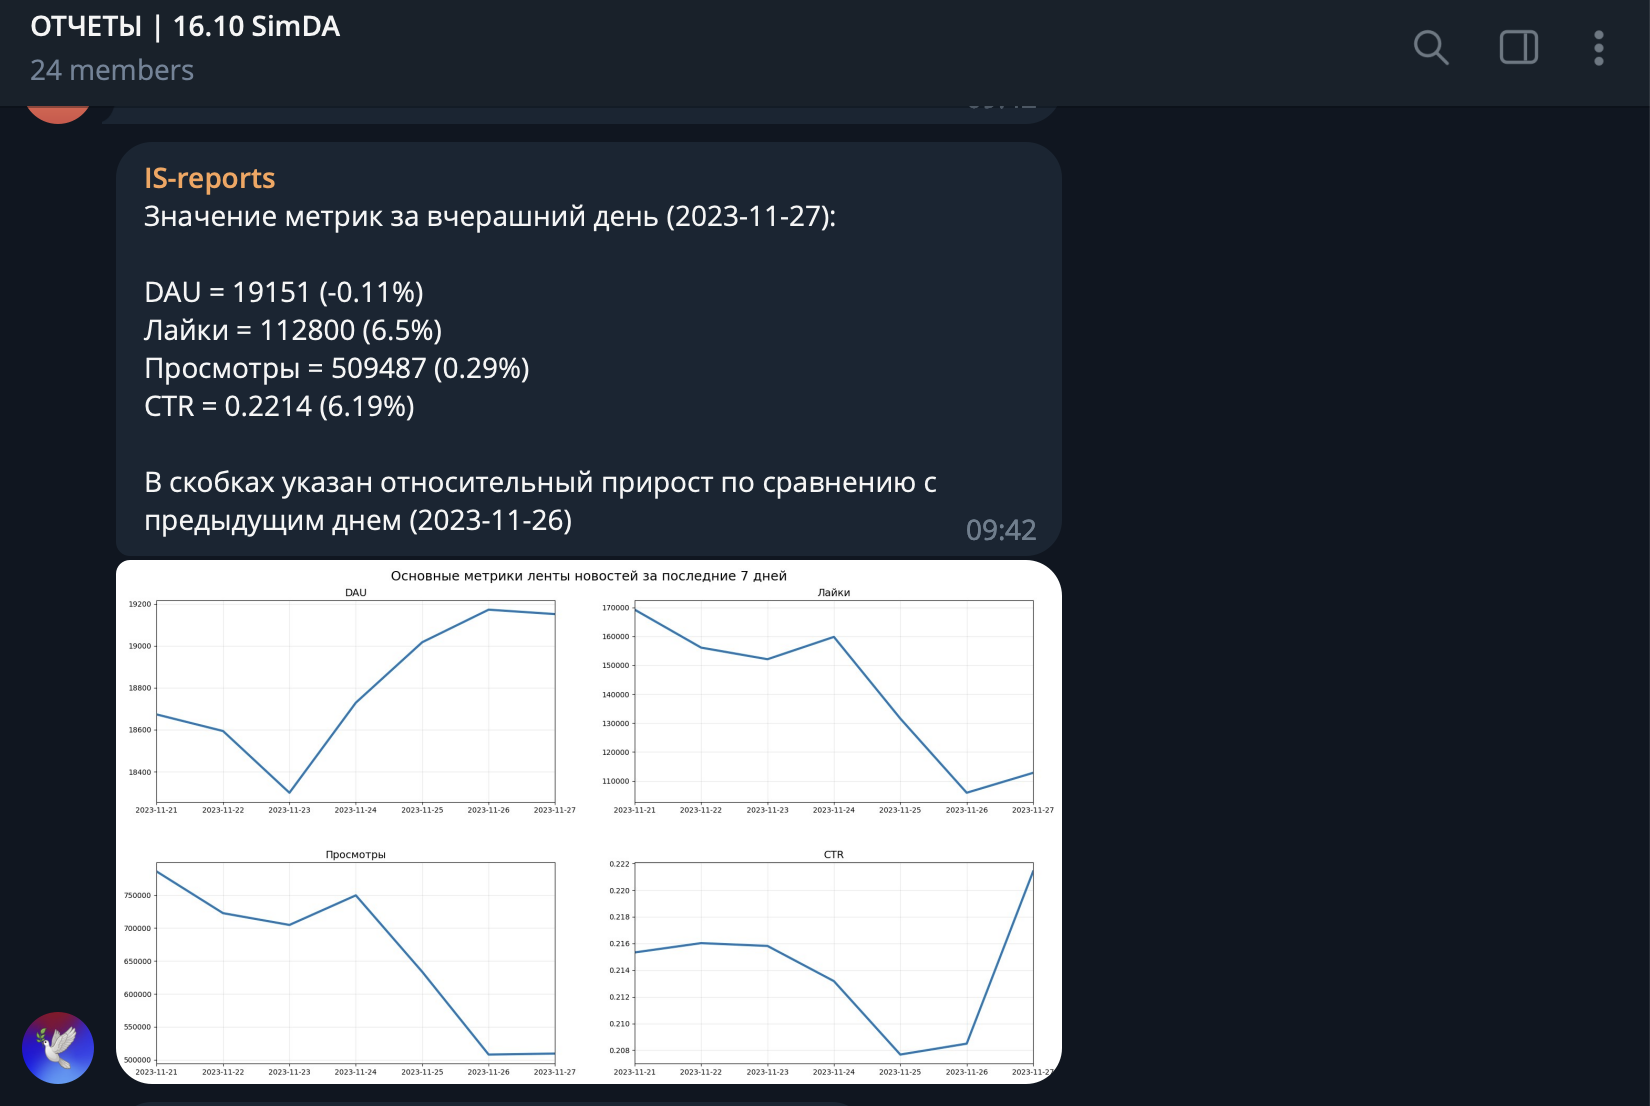 ОТЧЕТЫ | 16.10 SimDA
24 members
IS-reports
Значение метрик за вчерашний день (2023-11-27):
DAU = 19151 (-0.11%)
Лайки = 112800 (6.5%)
Просмотры = 509487 (0.29%)
CTR = 0.2214 (6.19%)
В скобках указан относительный прирост по сравнению с
предыдущим днем (2023-11-26)
09:42
Основные метрики ленты новостей за последние 7 дней
DAU
19200
19000
18800
18600
18400
2023-11-21 2023-11-22 2023-11-23 2023-11-24 2023-11-25 2023-11-26 2023-11-27
Лайки
170000
160000
150000
140000
130000
120000
110000
2023-11-21 2023-11-22 2023-11-23 2023-11-24 2023-11-25 2023-11-26 2023-11-27
Просмотры
750000
700000
650000
600000
550000
500000
2023-11-21 2023-11-22 2023-11-23 2023-11-24 2023-11-25 2023-11-26 2023-11-27
CTR
0.222
0.220
0.218
0.216
0.214
0.212
0.210
0.208
2023-11-21 2023-11-22 2023-11-23 2023-11-24 2023-11-25 2023-11-26 2023-11-27